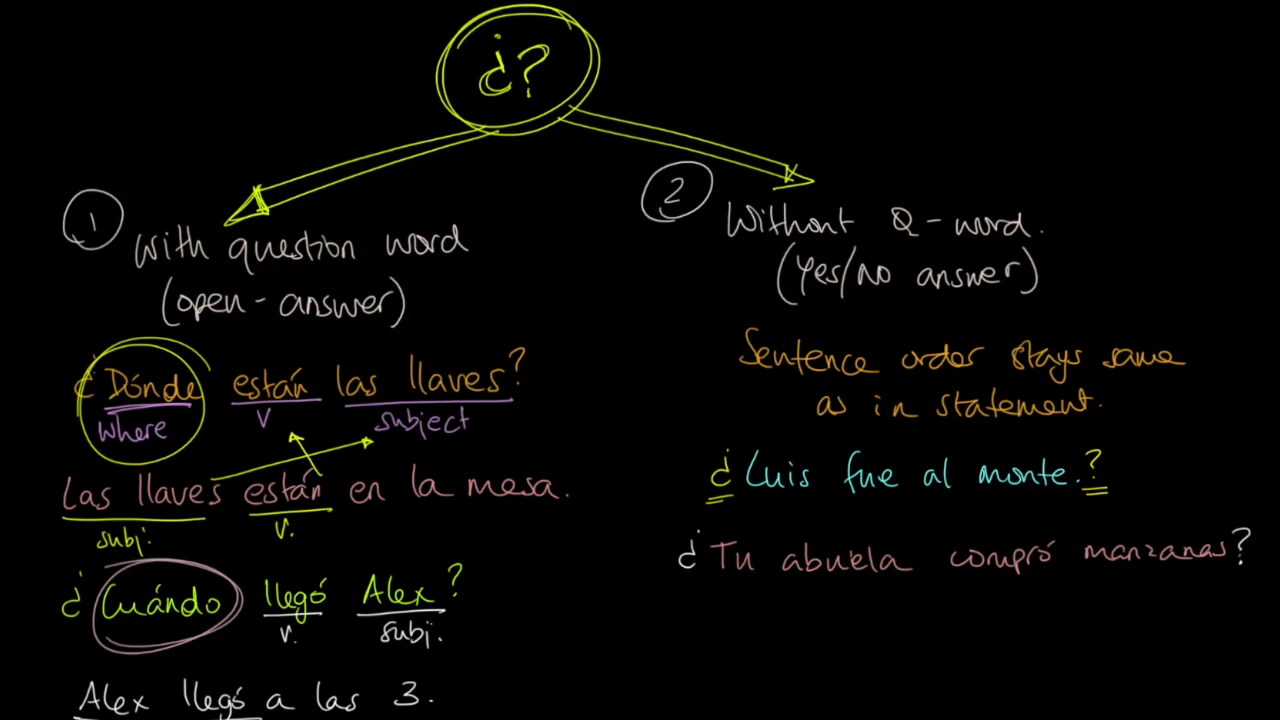 ¿?
1
With question word
(open-answer)
¿Dónde están las llaves?
where v subject
Las llaves están en la mesa.
subj. v.
¿Cuándo llegó Alex?
v. subj.
Alex llegó a las 3.
2
Without Q-word.
(Yes/no answer)
Sentence order stays same
as in statement.
¿Luis fue al monte.?
¿Tu abuela compró manzanas?